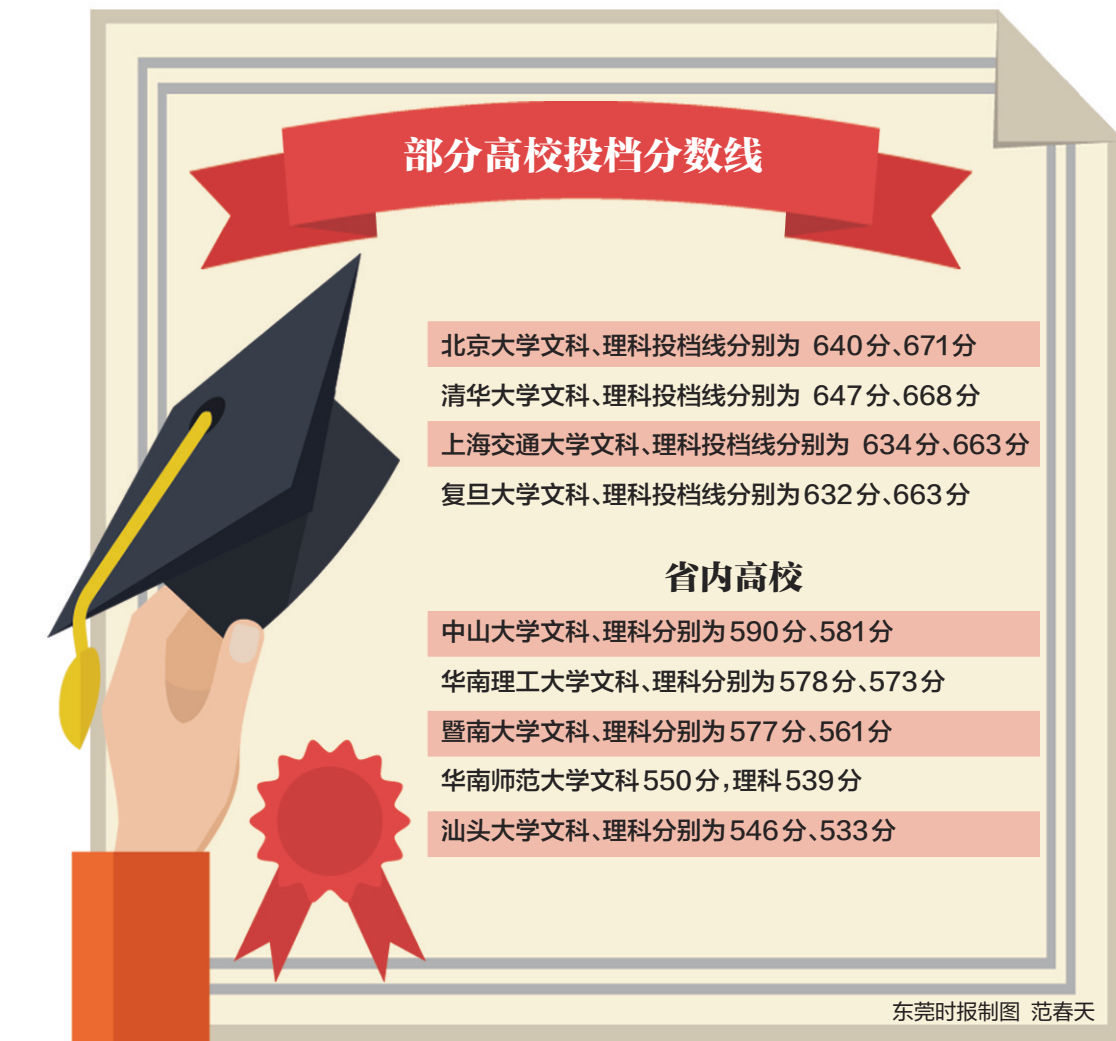 部分高校投档分数线
北京大学文科、理科投档线分别为 640分、671分
清华大学文科、理科投档线分别为 647分、668分
上海交通大学文科、理科投档线分别为 634分、663分
复旦大学文科、理科投档线分别为632分、663分
省内高校
中山大学文科、理科分别为590分、581分
华南理工大学文科、理科分别为578分、573分
暨南大学文科、理科分别为577分、561分
华南师范大学文科550分,理科539分
汕头大学文科、理科分别为546分、533分
东莞时报制图 范春天